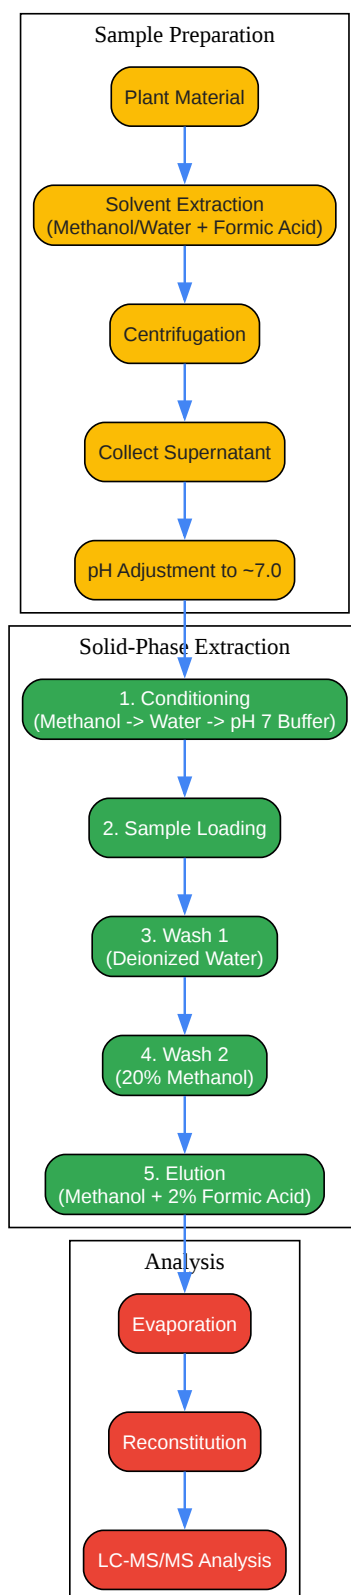 Sample Preparation
Plant Material
Solvent Extraction
(Methanol/Water + Formic Acid)
Centrifugation
Collect Supernatant
pH Adjustment to ~7.0
Solid-Phase Extraction
1. Conditioning
(Methanol -> Water -> pH 7 Buffer)
2. Sample Loading
3. Wash 1
(Deionized Water)
4. Wash 2
(20% Methanol)
5. Elution
(Methanol + 2% Formic Acid)
Analysis
Evaporation
Reconstitution
LC-MS/MS Analysis